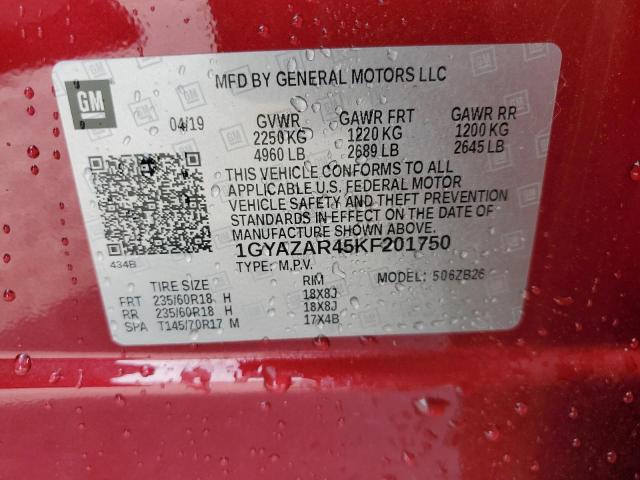 MFD BY GENERAL MOTORS LLC
GM
04/19 GVWR GAWR FRT GAWR RR
2250 KG 1220 KG 1200 KG
4960 LB 2689 LB 2645 LB
THIS VEHICLE CONFORMS TO ALL
APPLICABLE U.S. FEDERAL MOTOR
VEHICLE SAFETY AND THEFT PREVENTION
STANDARDS IN EFFECT ON THE DATE OF
MANUFACTURE SHOWN ABOVE.
1GYAZAR45KF201750
434B TYPE: M.P.V. MODEL: 506ZB26
TIRE SIZE RIM
FRT 235/60R18 H 18X8J
RR 235/60R18 H 18X8J
SPA T145/70R17 M 17X4B